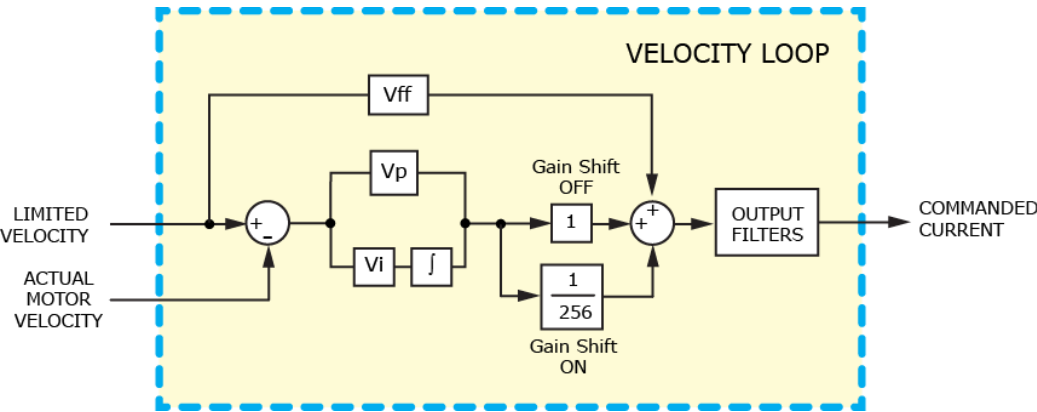 VELOCITY LOOP
Vff
Vp
Gain Shift
OFF
LIMITED
VELOCITY
+
-
1
+
+
OUTPUT
FILTERS
COMMANDED
CURRENT
Vi
∫
ACTUAL
MOTOR
VELOCITY
1
256
Gain Shift
ON